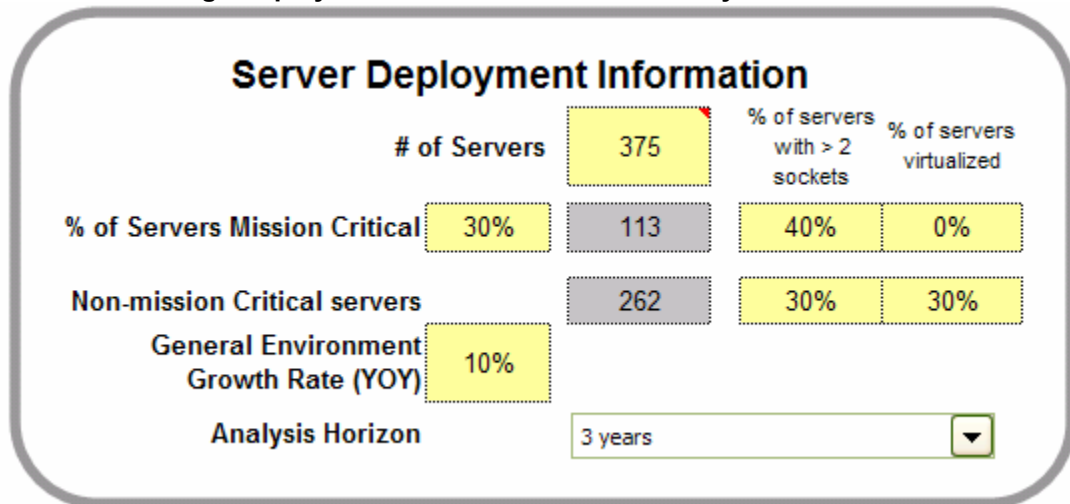 Server Deployment Information
# of Servers 375 % of servers with > 2 sockets % of servers virtualized
% of Servers Mission Critical 30% 113 40% 0%
Non-mission Critical servers 262 30% 30%
General Environment
Growth Rate (YOY) 10%
Analysis Horizon 3 years